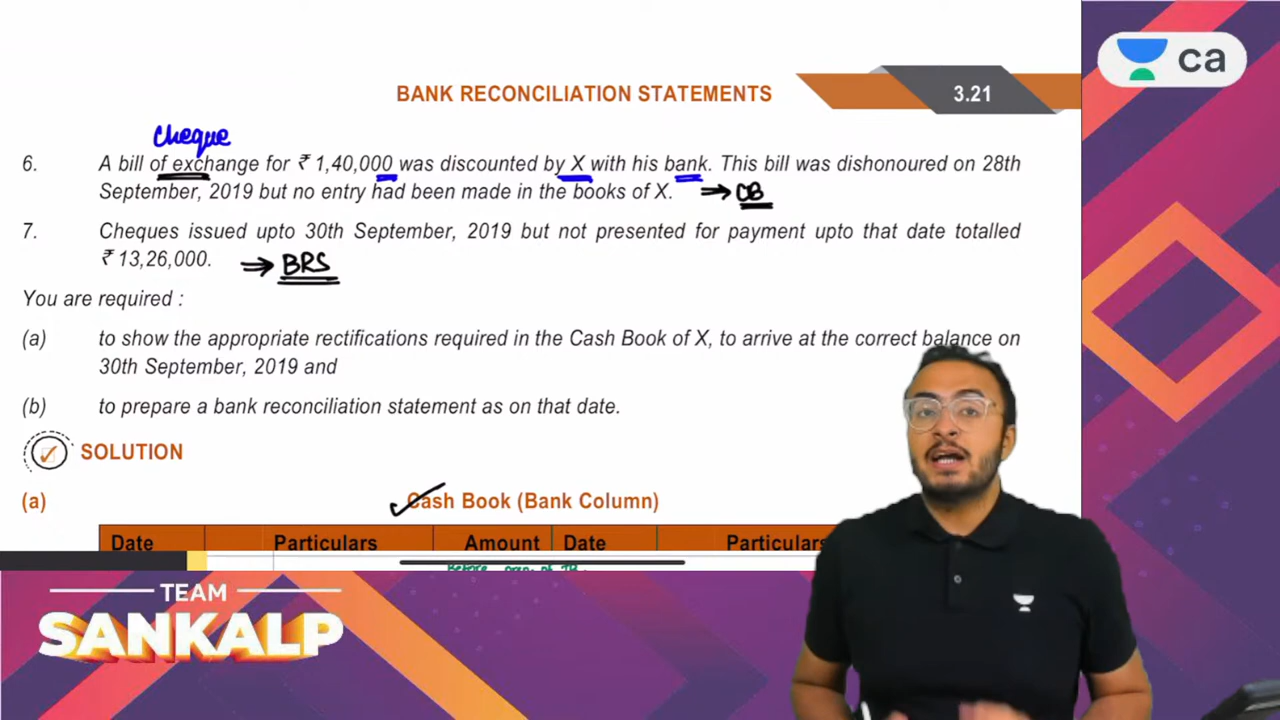 ca
BANK RECONCILIATION STATEMENTS 3.21
Cheque
6. A bill of exchange for ₹ 1,40,000 was discounted by X with his bank. This bill was dishonoured on 28th
September, 2019 but no entry had been made in the books of X. ⇒ CB
7. Cheques issued upto 30th September, 2019 but not presented for payment upto that date totalled
₹ 13,26,000. ⇒ BRS
You are required :
(a) to show the appropriate rectifications required in the Cash Book of X, to arrive at the correct balance on
30th September, 2019 and
(b) to prepare a bank reconciliation statement as on that date.
SOLUTION
(a) Cash Book (Bank Column)
Date Particulars Amount Date Particulars
TEAM
SANKALP